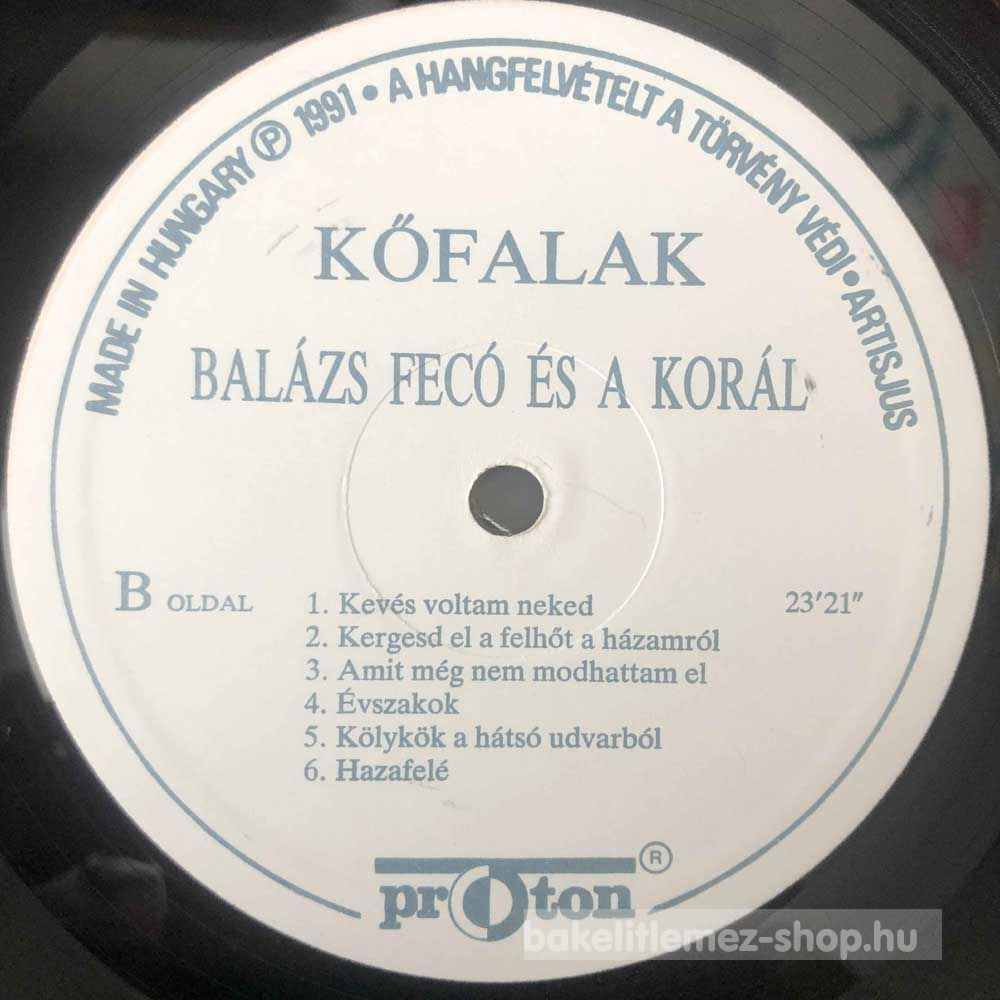 MADE IN HUNGARY Ⓟ 1991 • A HANGFELVÉTELT A TÖRVÉNY VÉDI • ARTISJUS
KŐFALAK
BALÁZS FECÓ ÉS A KORÁL
B OLDAL
1. Kevés voltam neked 23'21"
2. Kergesd el a felhőt a házamról
3. Amit még nem modhattam el
4. Évszakok
5. Kölykök a hátsó udvarból
6. Hazafelé
proton ®
bakelitlemez-shop.hu